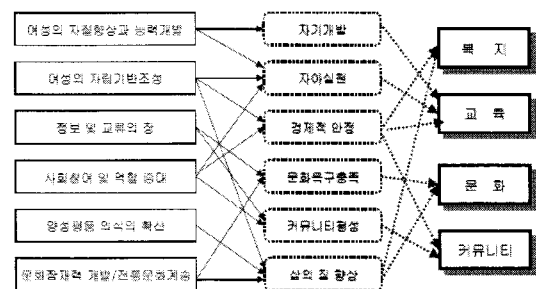 여성의 자질향상과 능력개발
여성의 자립기반조성
정보 및 교류의 장
사회참여 및 역할 증대
양성평등 의식의 확산
문화잠재력 개발/전통문화계승
자기개발
자아실현
경제적 안정
문화욕구충족
커뮤니티형성
삶의 질 향상
복 지
교 육
문 화
커뮤니티